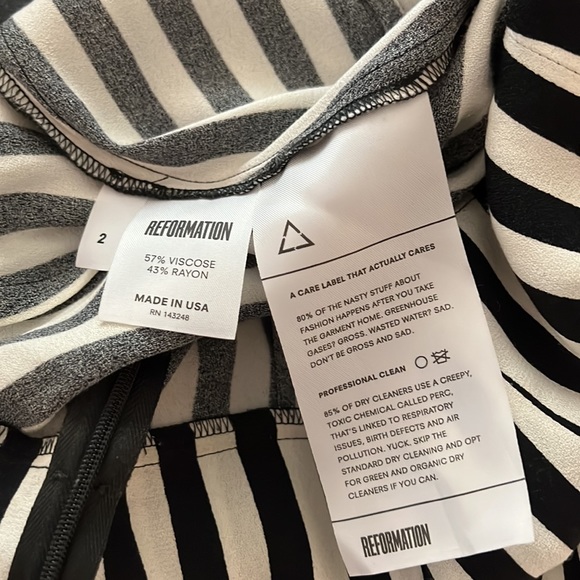 2
REFORMATION
57% VISCOSE
43% RAYON
MADE IN USA
RN 143248
A CARE LABEL THAT ACTUALLY CARES
80% OF THE NASTY STUFF ABOUT
FASHION HAPPENS AFTER YOU TAKE
THE GARMENT HOME. GREENHOUSE
GASES? GROSS. WASTED WATER? SAD.
DON'T BE GROSS AND SAD.
PROFESSIONAL CLEAN
85% OF DRY CLEANERS USE A CREEPY,
TOXIC CHEMICAL CALLED PERC,
THAT'S LINKED TO RESPIRATORY
ISSUES, BIRTH DEFECTS AND AIR
POLLUTION. YUCK. SKIP THE
STANDARD DRY CLEANING AND OPT
FOR GREEN AND ORGANIC DRY
CLEANERS IF YOU CAN.
REFORMATION